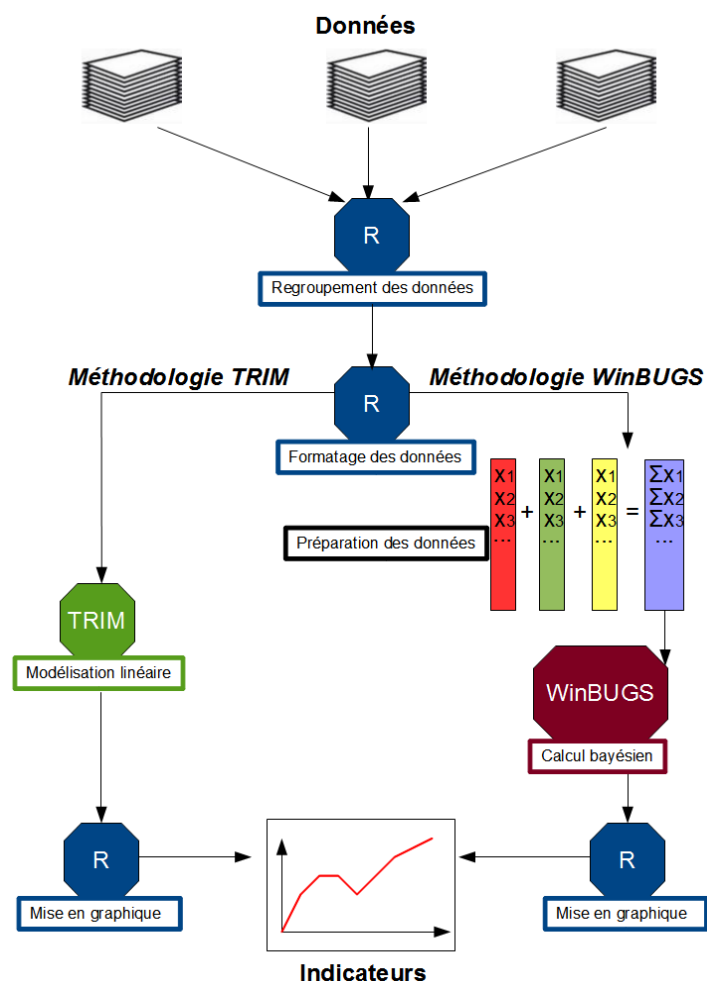 Données
R
Regroupement des données
Méthodologie TRIM
Méthodologie WinBUGS
R
Formatage des données
x1 x1 x1 Σx1
x2 x2 x2 Σx2
x3 + x3 + x3 = Σx3
... ... ... ...
Préparation des données
TRIM
Modélisation linéaire
WinBUGS
Calcul bayésien
R
Mise en graphique
R
Mise en graphique
Indicateurs